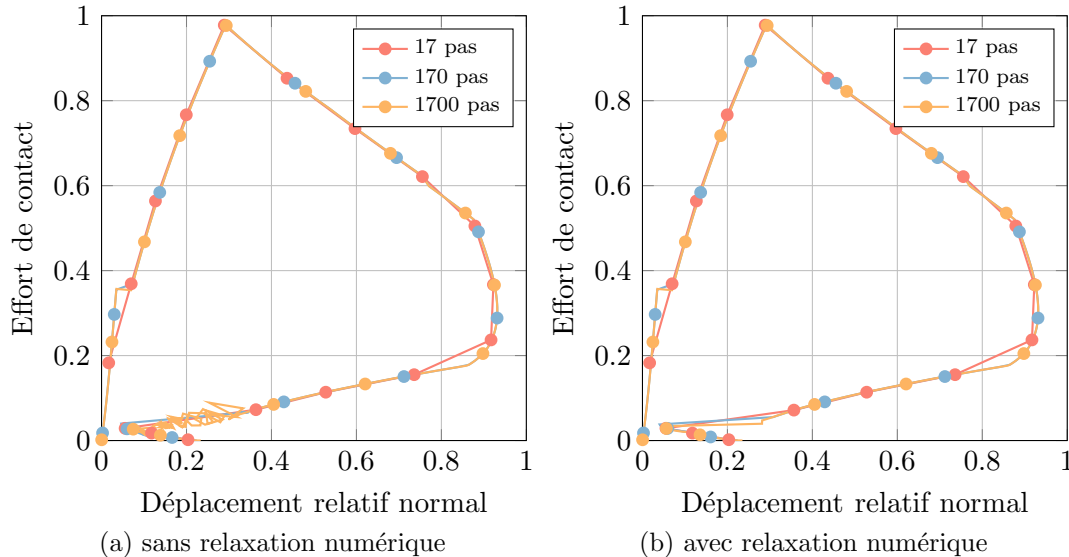 1
0.8
0.6
0.4
0.2
0
0 0.2 0.4 0.6 0.8 1
Effort de contact
Déplacement relatif normal
17 pas
170 pas
1700 pas
(a) sans relaxation numérique
1
0.8
0.6
0.4
0.2
0
0 0.2 0.4 0.6 0.8 1
Effort de contact
Déplacement relatif normal
17 pas
170 pas
1700 pas
(b) avec relaxation numérique